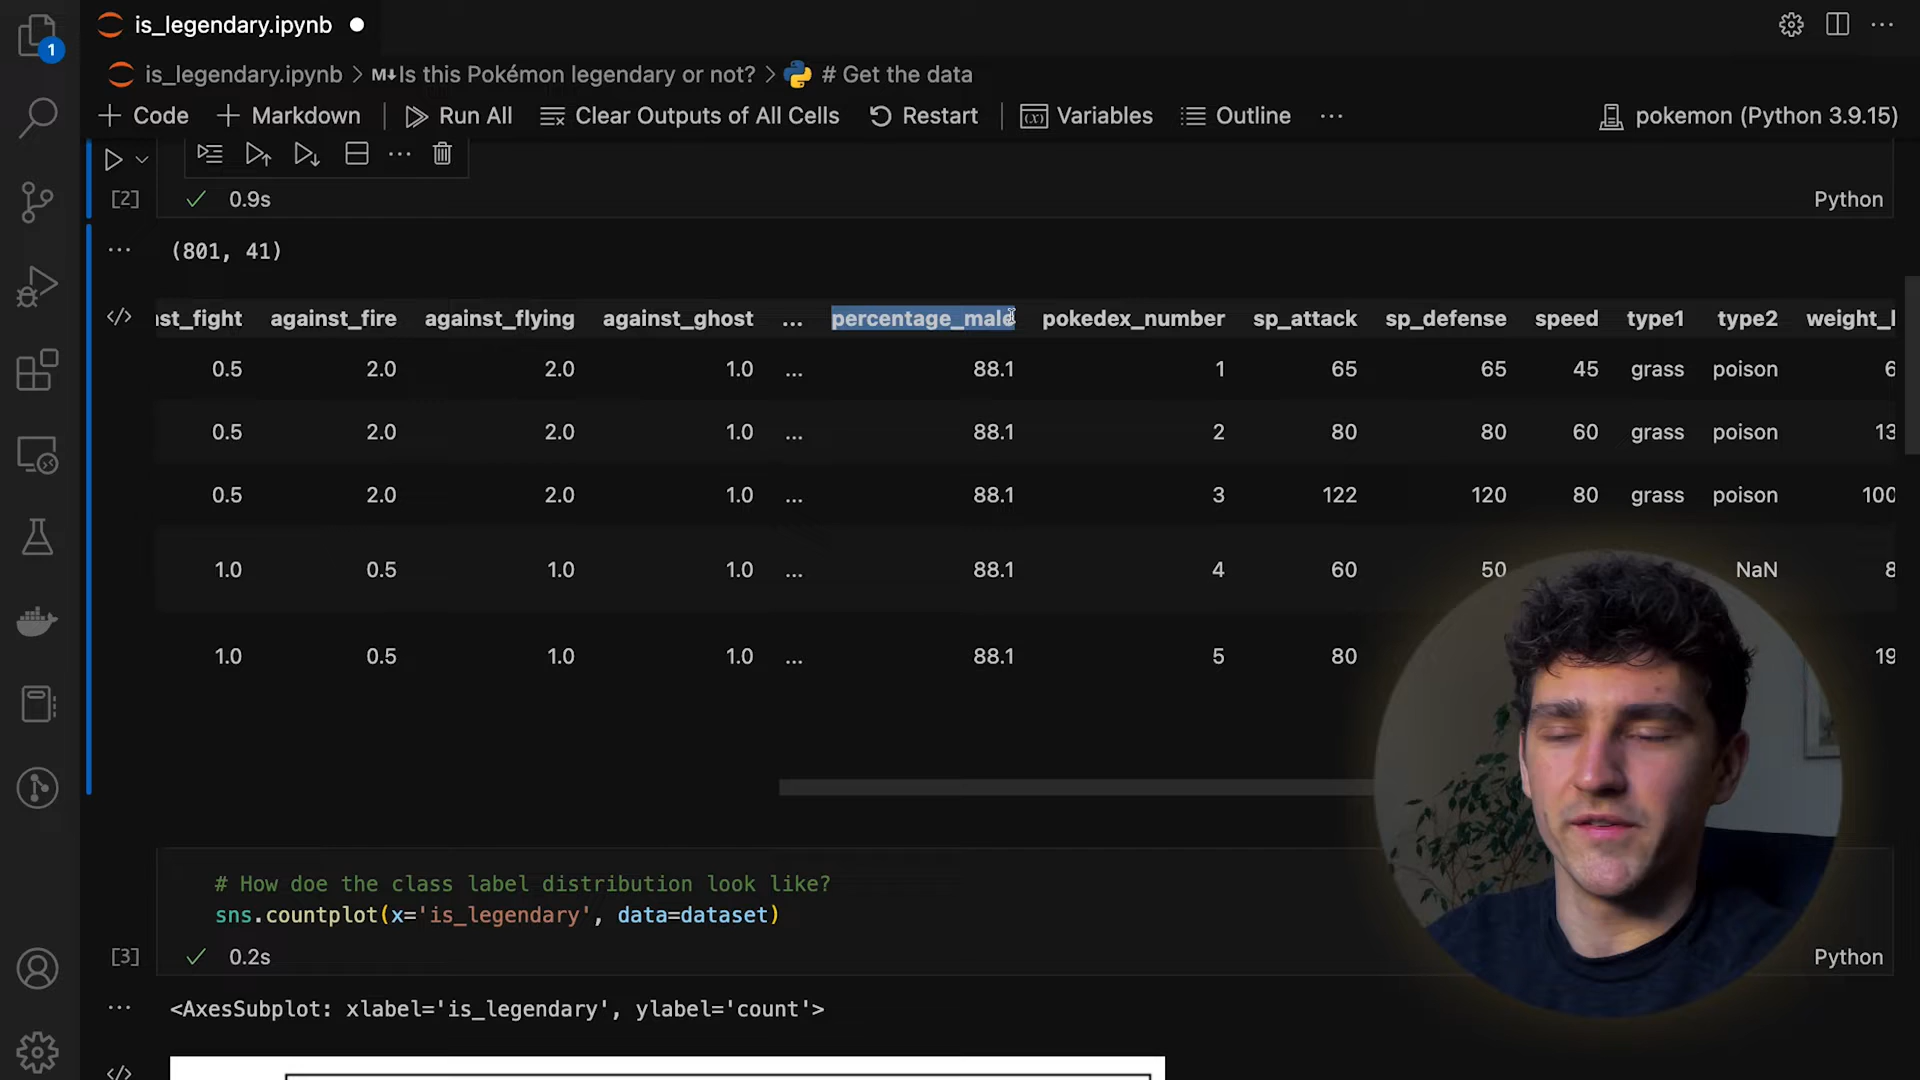 is_legendary.ipynb
1
is_legendary.ipynb > M↓Is this Pokémon legendary or not? > # Get the data
+ Code + Markdown Run All Clear Outputs of All Cells Restart Variables Outline ... pokemon (Python 3.9.15)
[2] 0.9s Python
(801, 41)
st_fight against_fire against_flying against_ghost ... percentage_male pokedex_number sp_attack sp_defense speed type1 type2 weight_
0.5 2.0 2.0 1.0 ... 88.1 1 65 65 45 grass poison 6
0.5 2.0 2.0 1.0 ... 88.1 2 80 80 60 grass poison 13
0.5 2.0 2.0 1.0 ... 88.1 3 122 120 80 grass poison 100
1.0 0.5 1.0 1.0 ... 88.1 4 60 50 NaN 8
1.0 0.5 1.0 1.0 ... 88.1 5 80 19
# How doe the class label distribution look like?
sns.countplot(x='is_legendary', data=dataset)
[3] 0.2s Python
<AxesSubplot: xlabel='is_legendary', ylabel='count'>